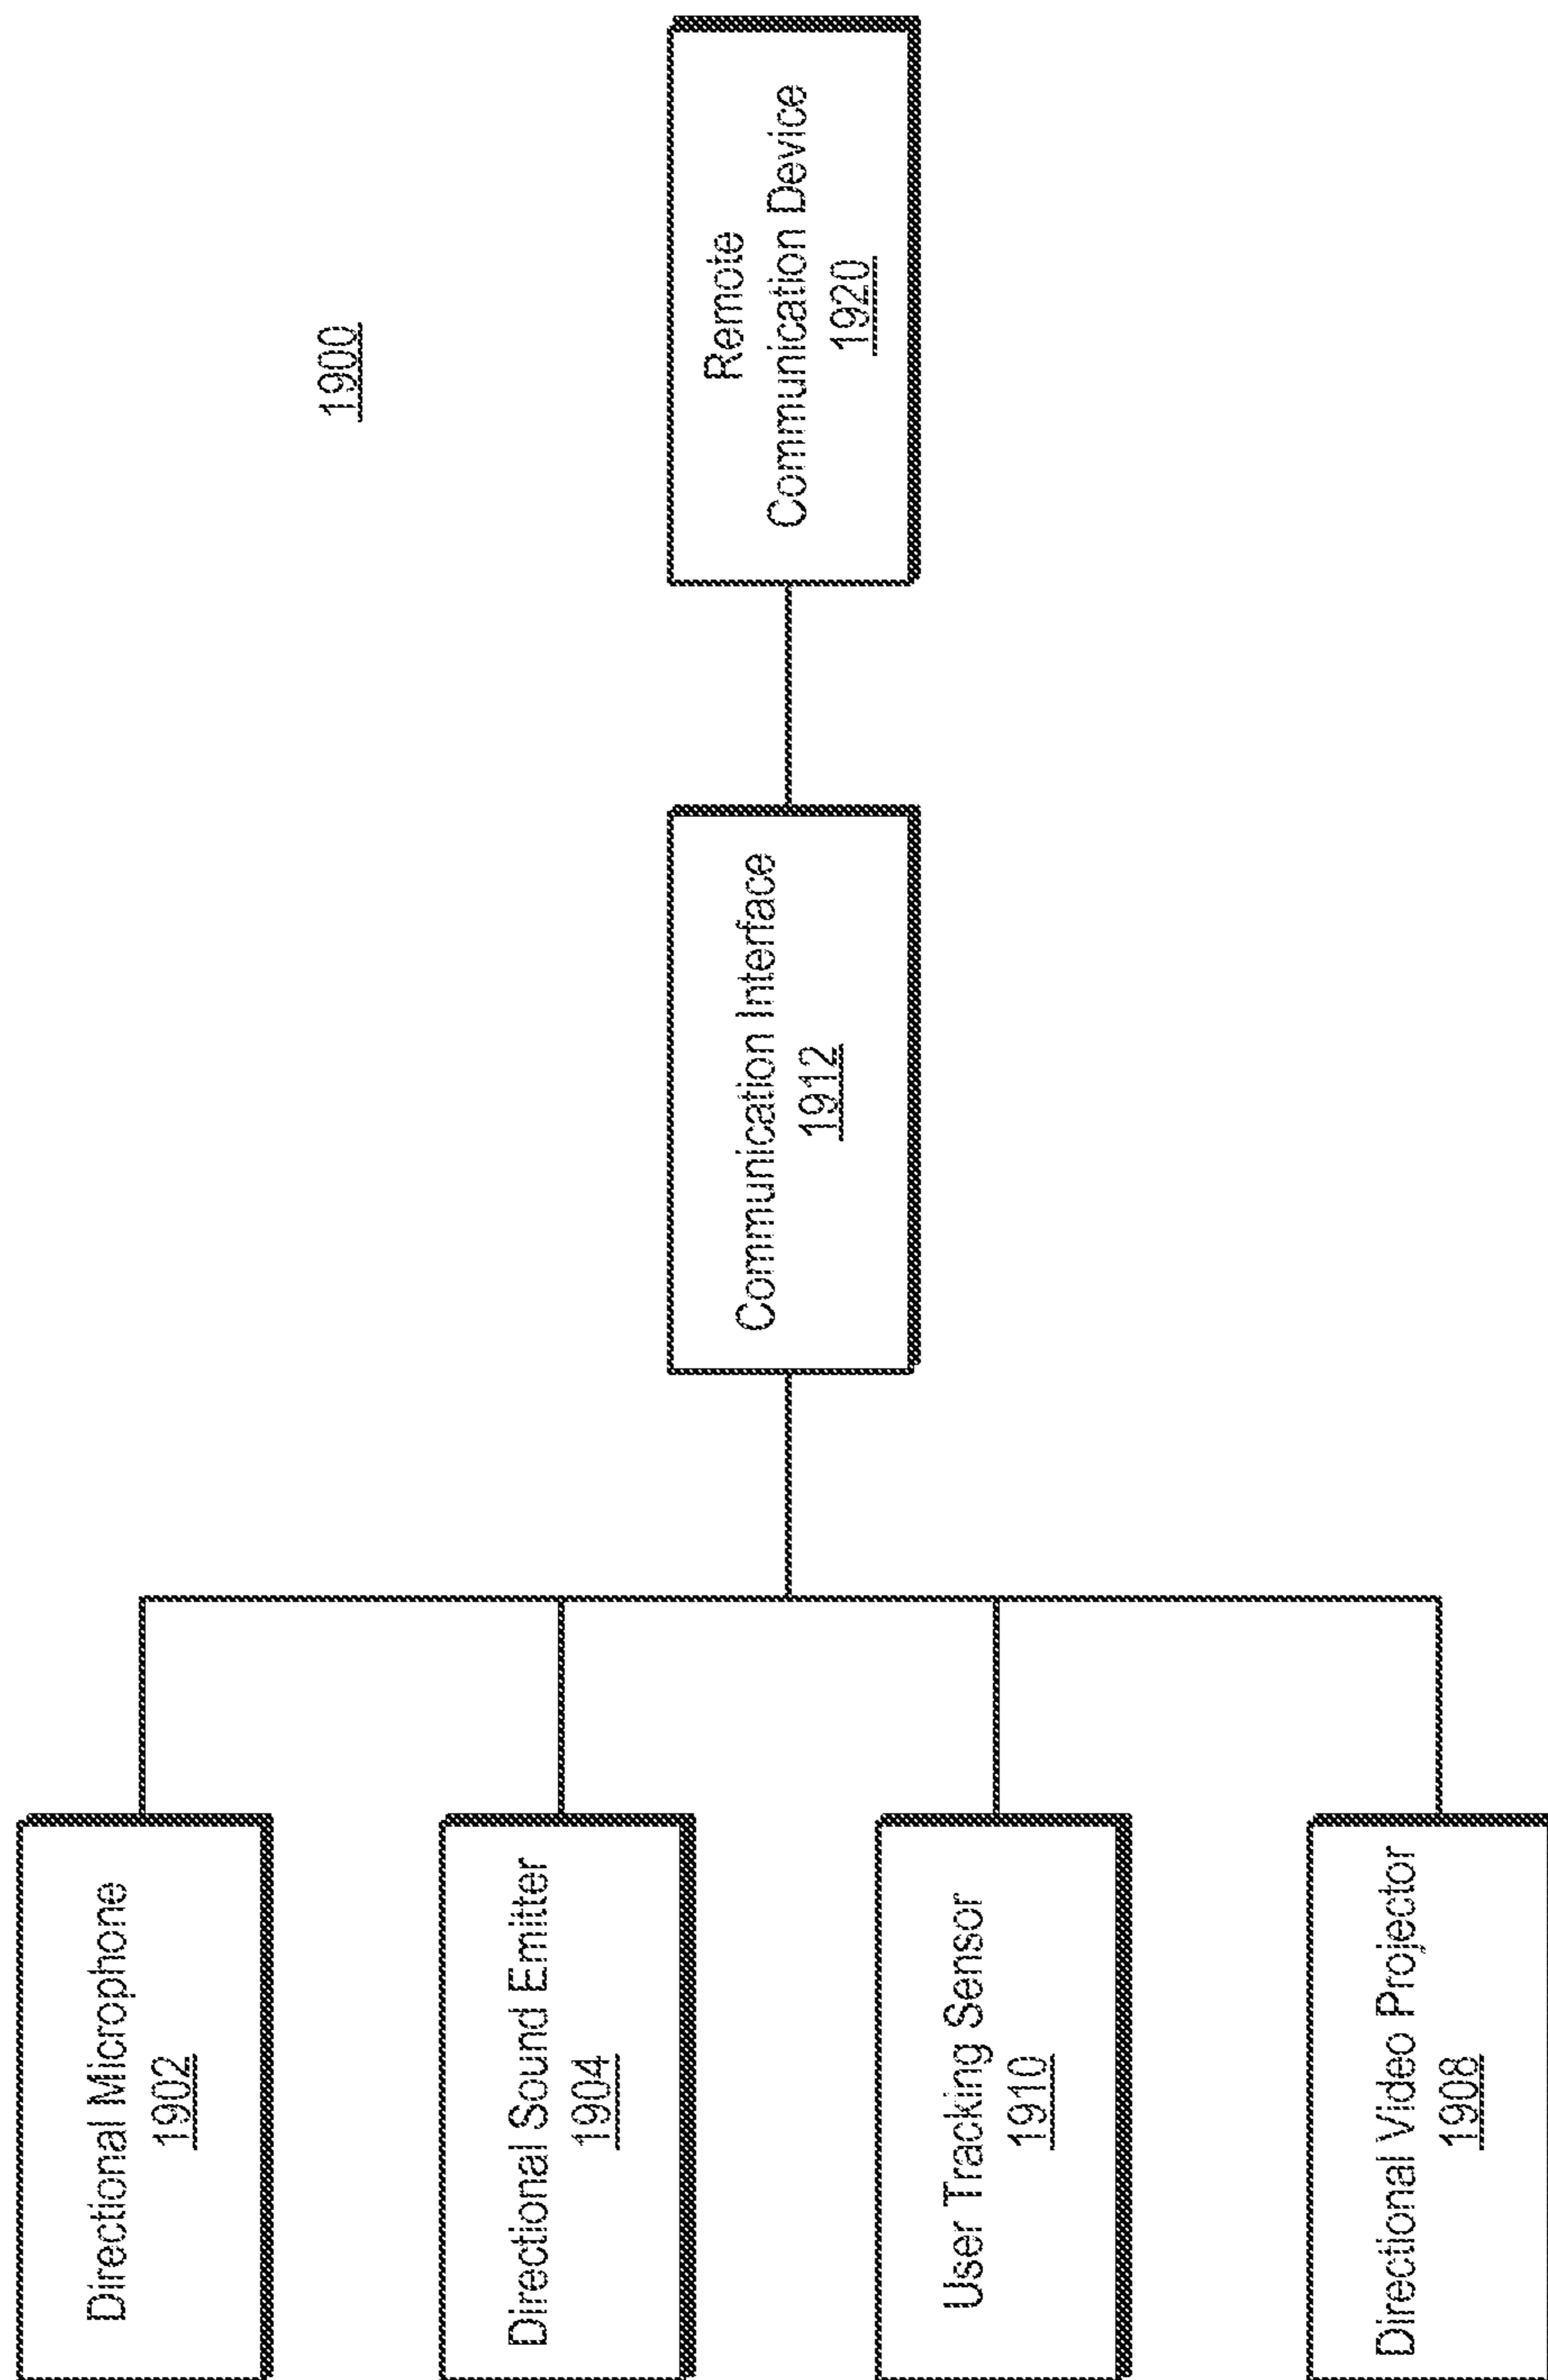 1900
Directional Microphone
1902
Directional Sound Emitter
1904
User Tracking Sensor
1910
Directional Video Projector
1908
Communication Interface
1912
Remote
Communication Device
1920